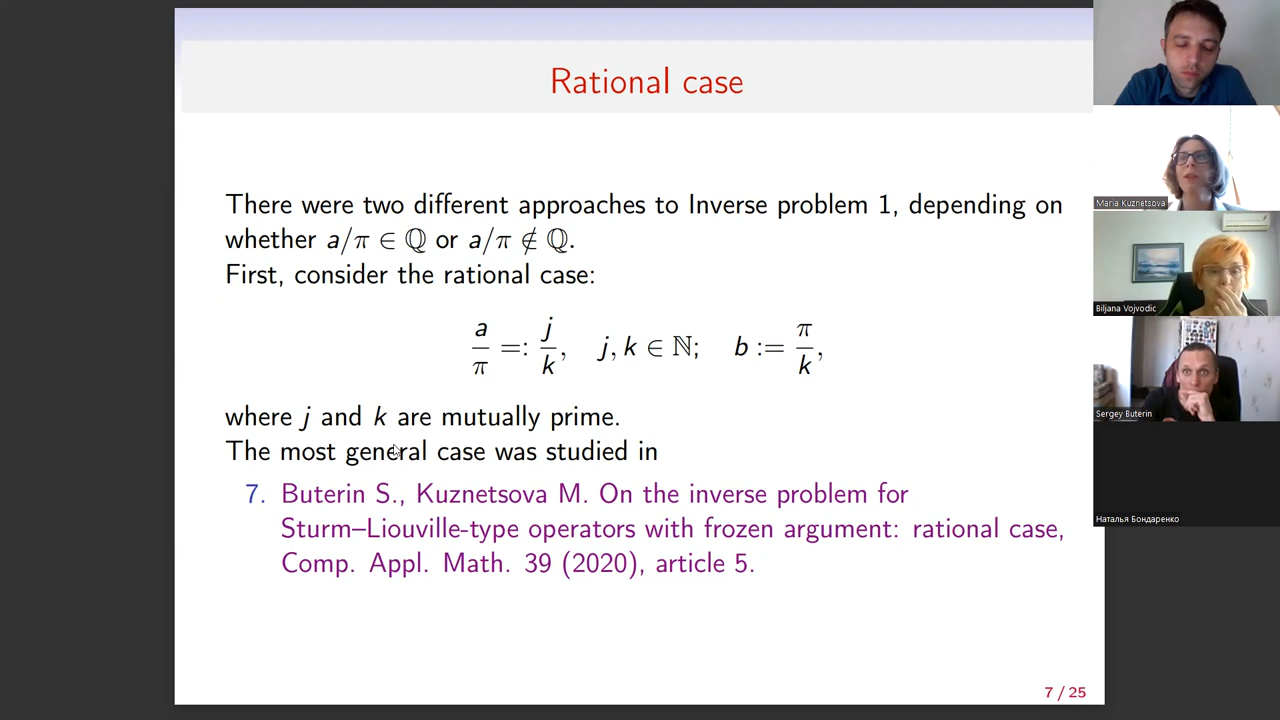 Rational case
There were two different approaches to Inverse problem 1, depending on
whether a/π ∈ ℚ or a/π ∉ ℚ.
First, consider the rational case:
a/π =: j/k, j, k ∈ ℕ; b := π/k,
where j and k are mutually prime.
The most general case was studied in
7. Buterin S., Kuznetsova M. On the inverse problem for
Sturm–Liouville-type operators with frozen argument: rational case,
Comp. Appl. Math. 39 (2020), article 5.
7 / 25
Maria Kuznetsova
Biljana Vojvodic
Sergey Buterin
Наталья Бондаренко